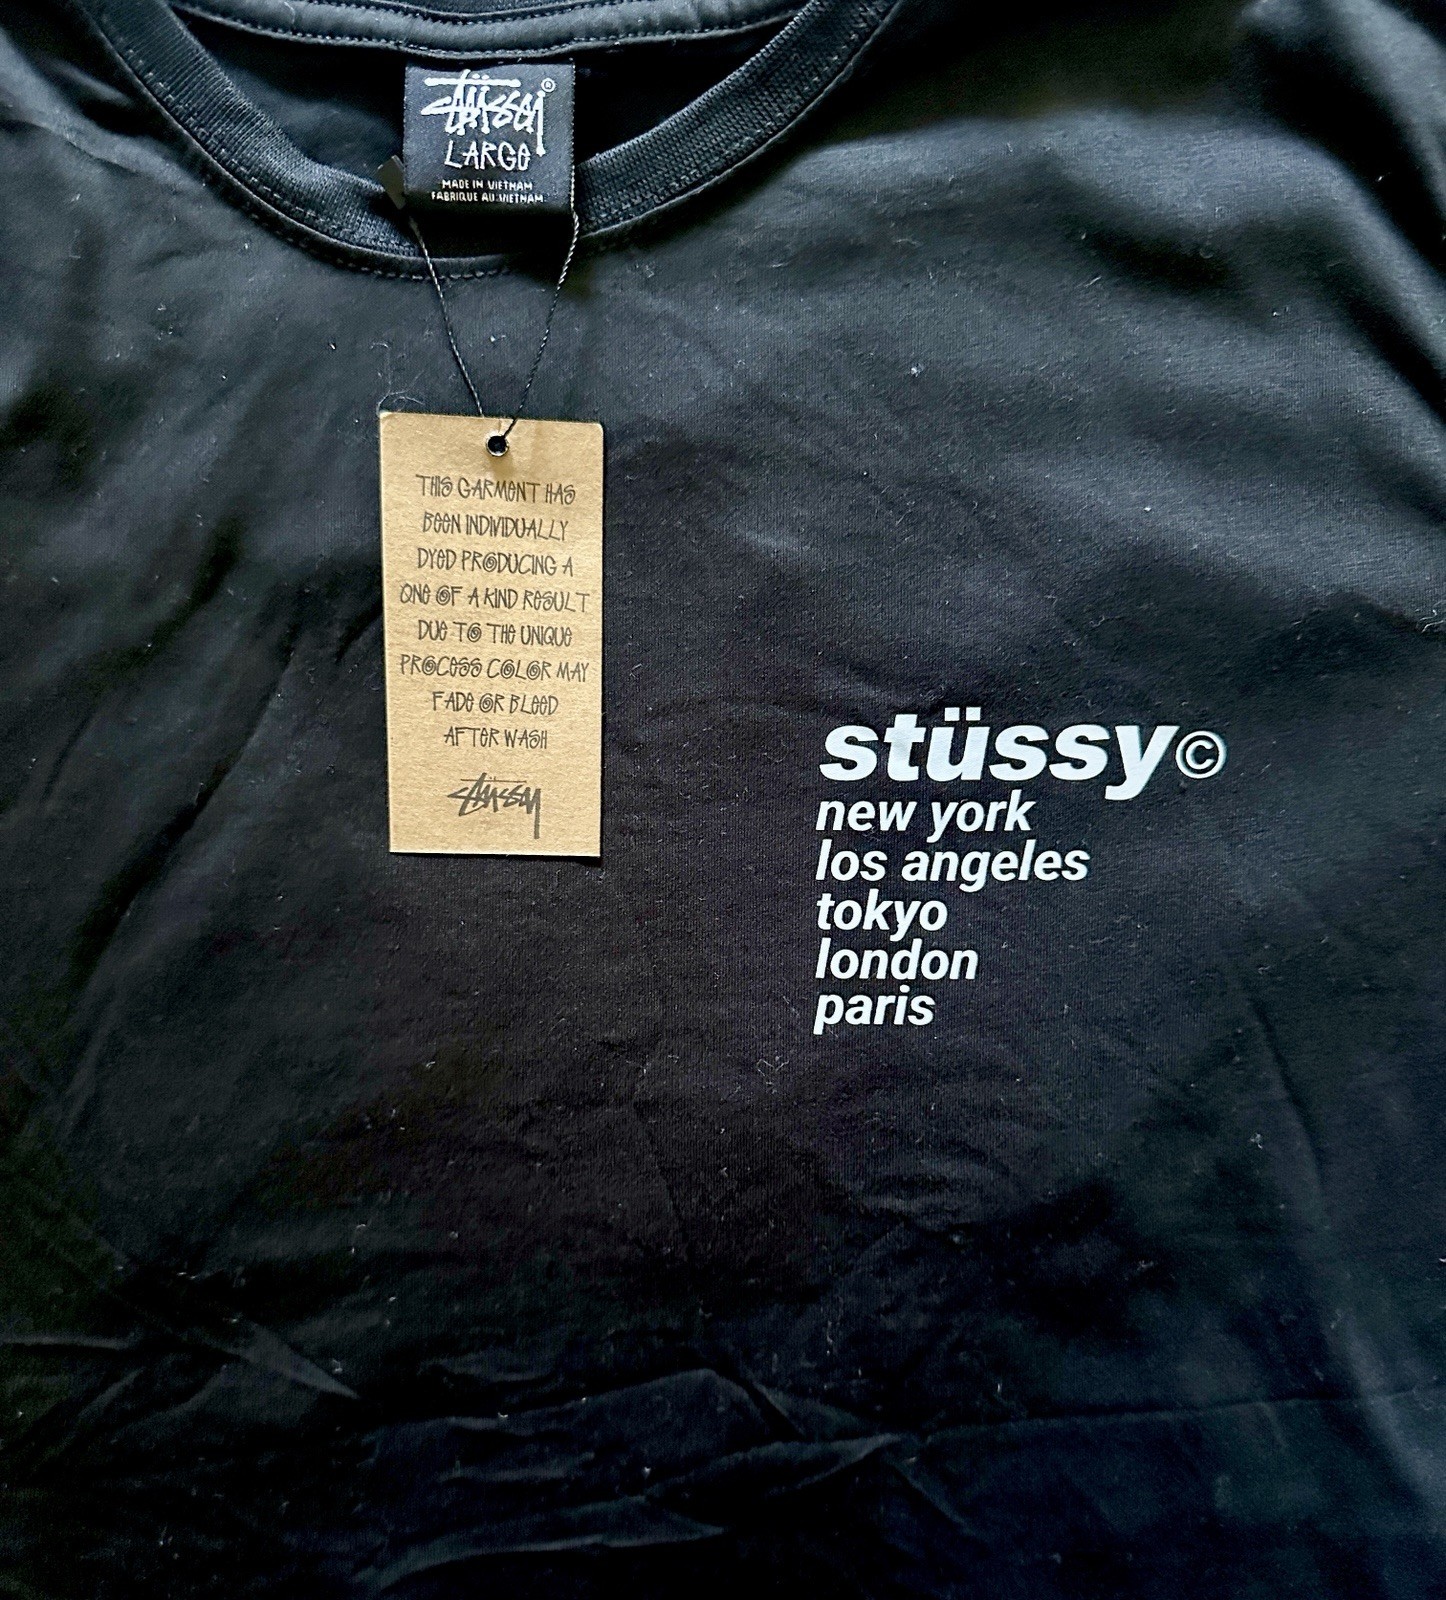 stüssy®
LARGE
MADE IN VIETNAM
FABRIQUE AU VIETNAM
THIS GARMENT HAS
BEEN INDIVIDUALLY
DYED PRODUCING A
ONE OF A KIND RESULT
DUE TO THE UNIQUE
PROCESS COLOR MAY
FADE OR BLEED
AFTER WASH
stüssy
stüssy©
new york
los angeles
tokyo
london
paris